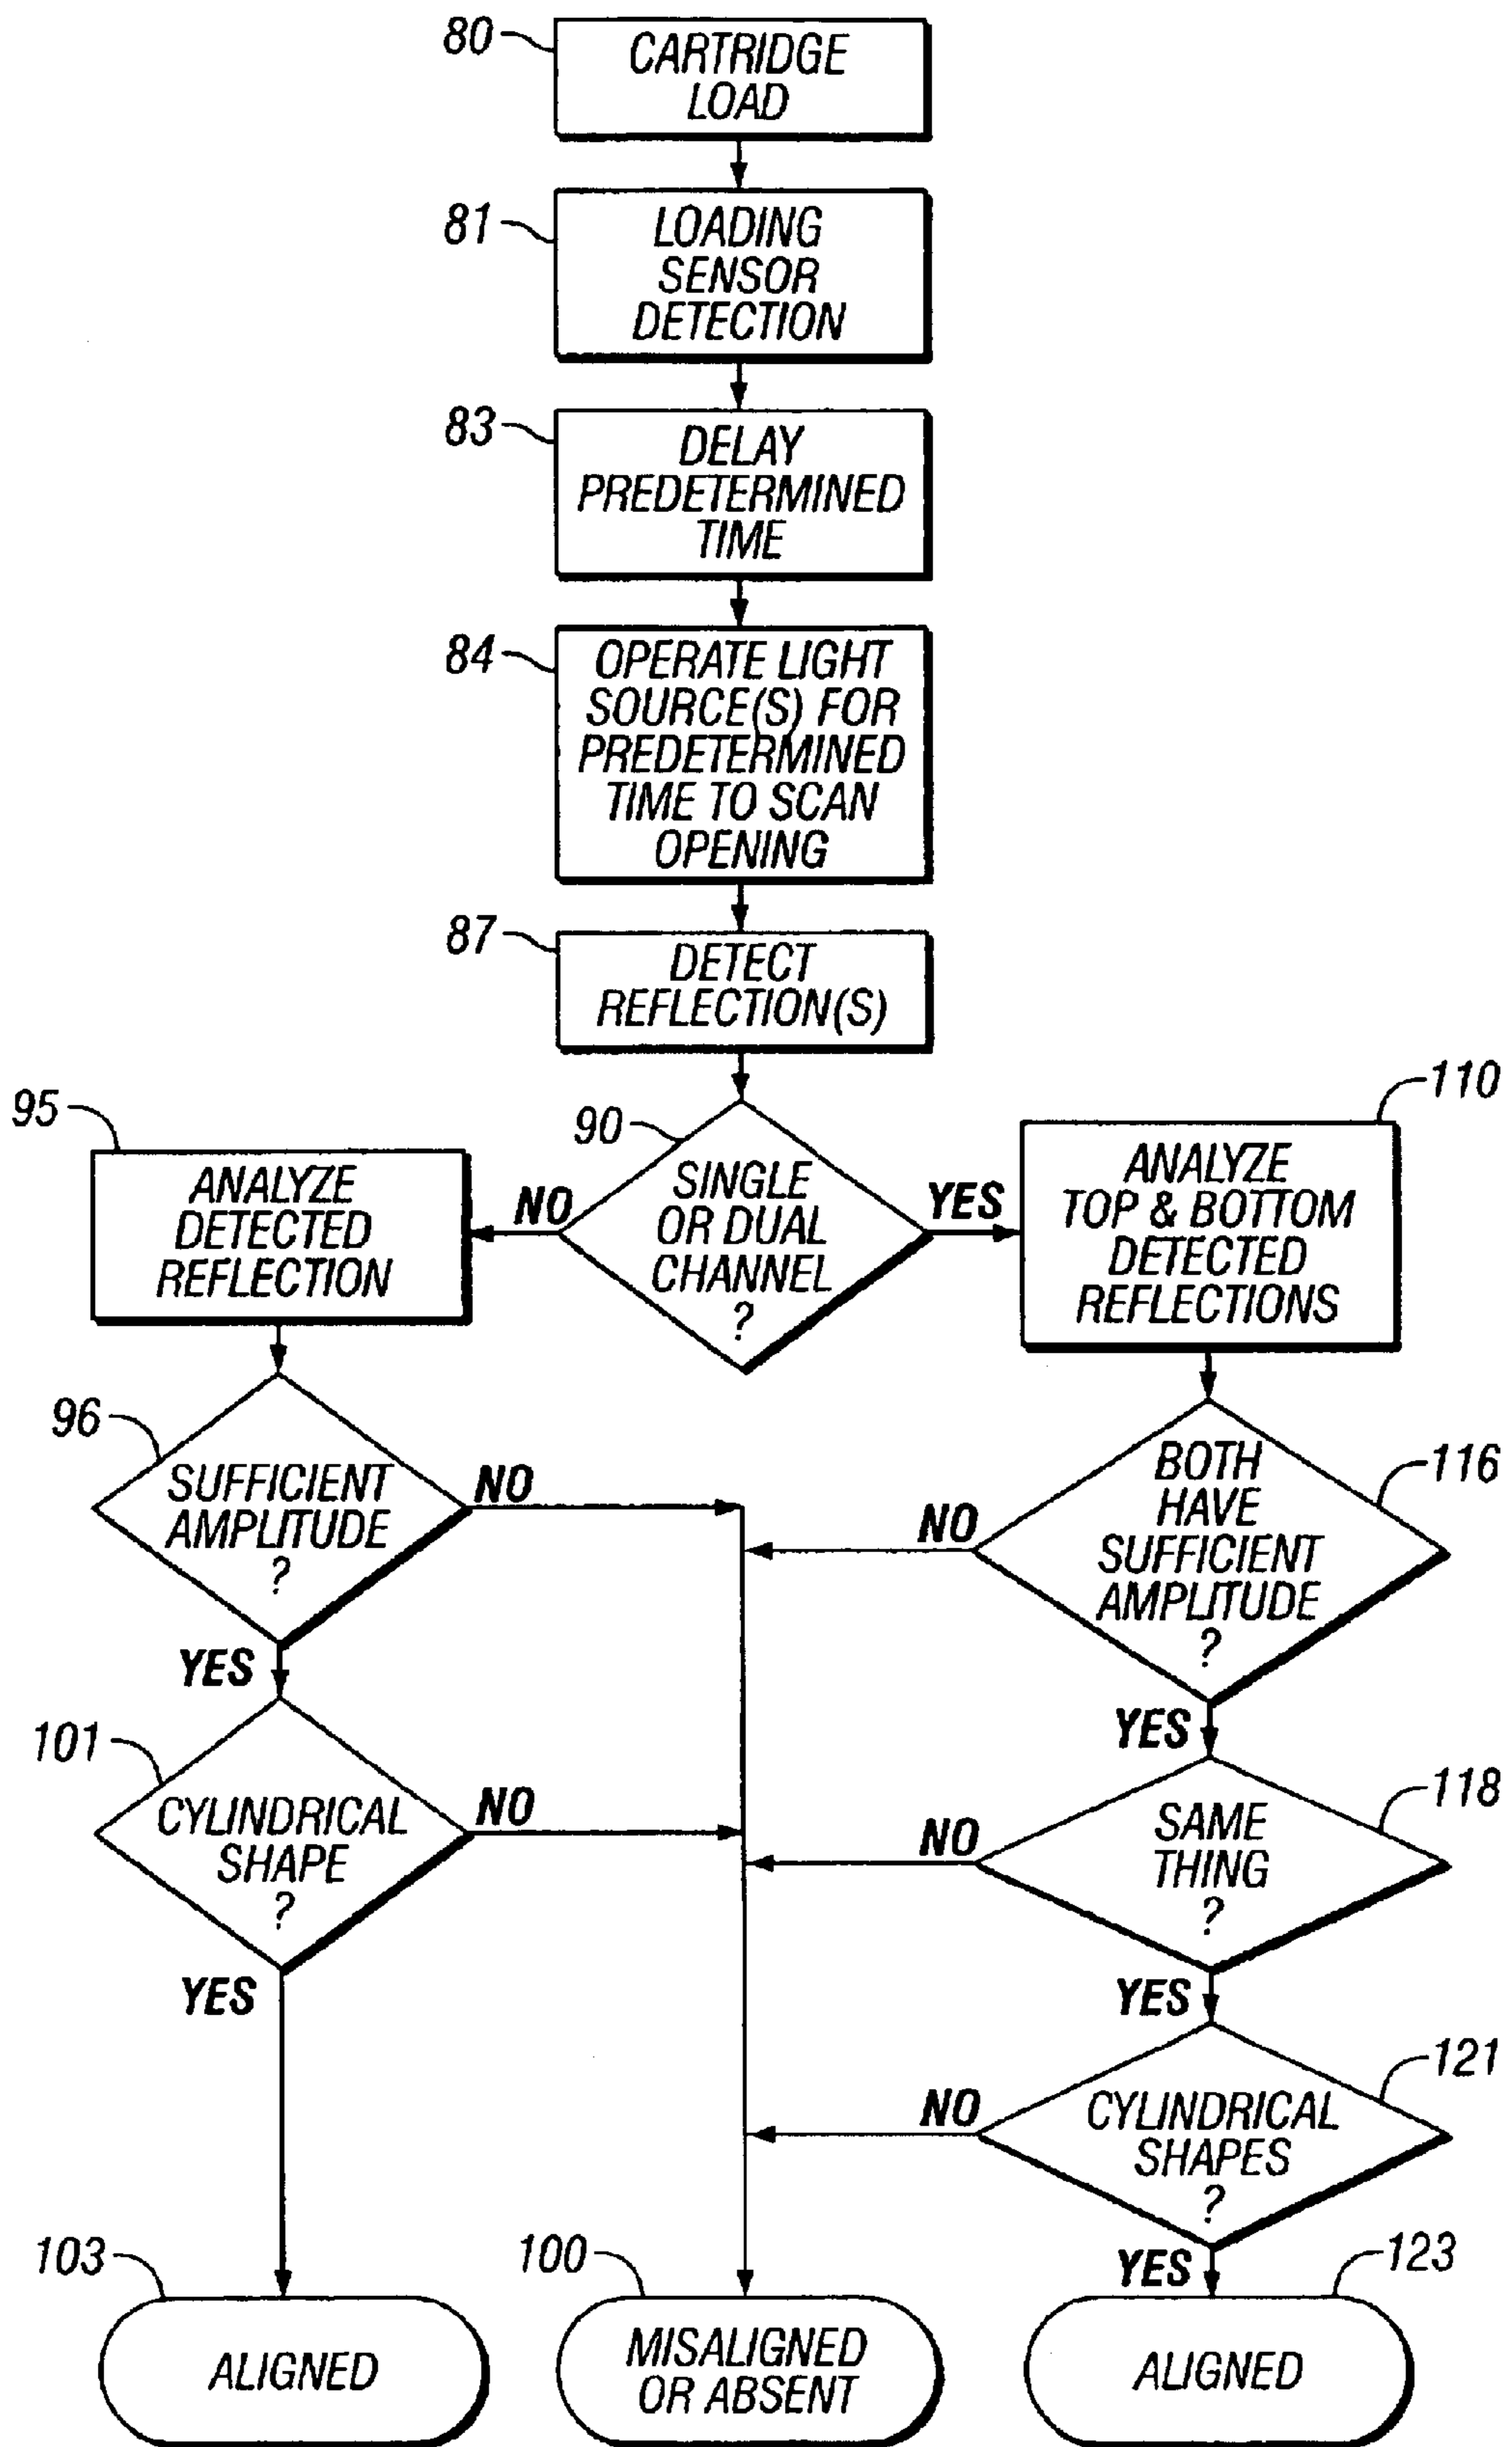 80
CARTRIDGE
LOAD
81
LOADING
SENSOR
DETECTION
83
DELAY
PREDETERMINED
TIME
84
OPERATE LIGHT
SOURCE(S) FOR
PREDETERMINED
TIME TO SCAN
OPENING
87
DETECT
REFLECTION(S)
90
SINGLE
OR DUAL
CHANNEL
?
NO
YES
95
ANALYZE
DETECTED
REFLECTION
96
SUFFICIENT
AMPLITUDE
?
NO
YES
101
CYLINDRICAL
SHAPE
?
NO
YES
103
ALIGNED
100
MISALIGNED
OR ABSENT
110
ANALYZE
TOP & BOTTOM
DETECTED
REFLECTIONS
116
BOTH
HAVE
SUFFICIENT
AMPLITUDE
?
NO
YES
118
SAME
THING
?
NO
YES
121
CYLINDRICAL
SHAPES
?
NO
YES
123
ALIGNED